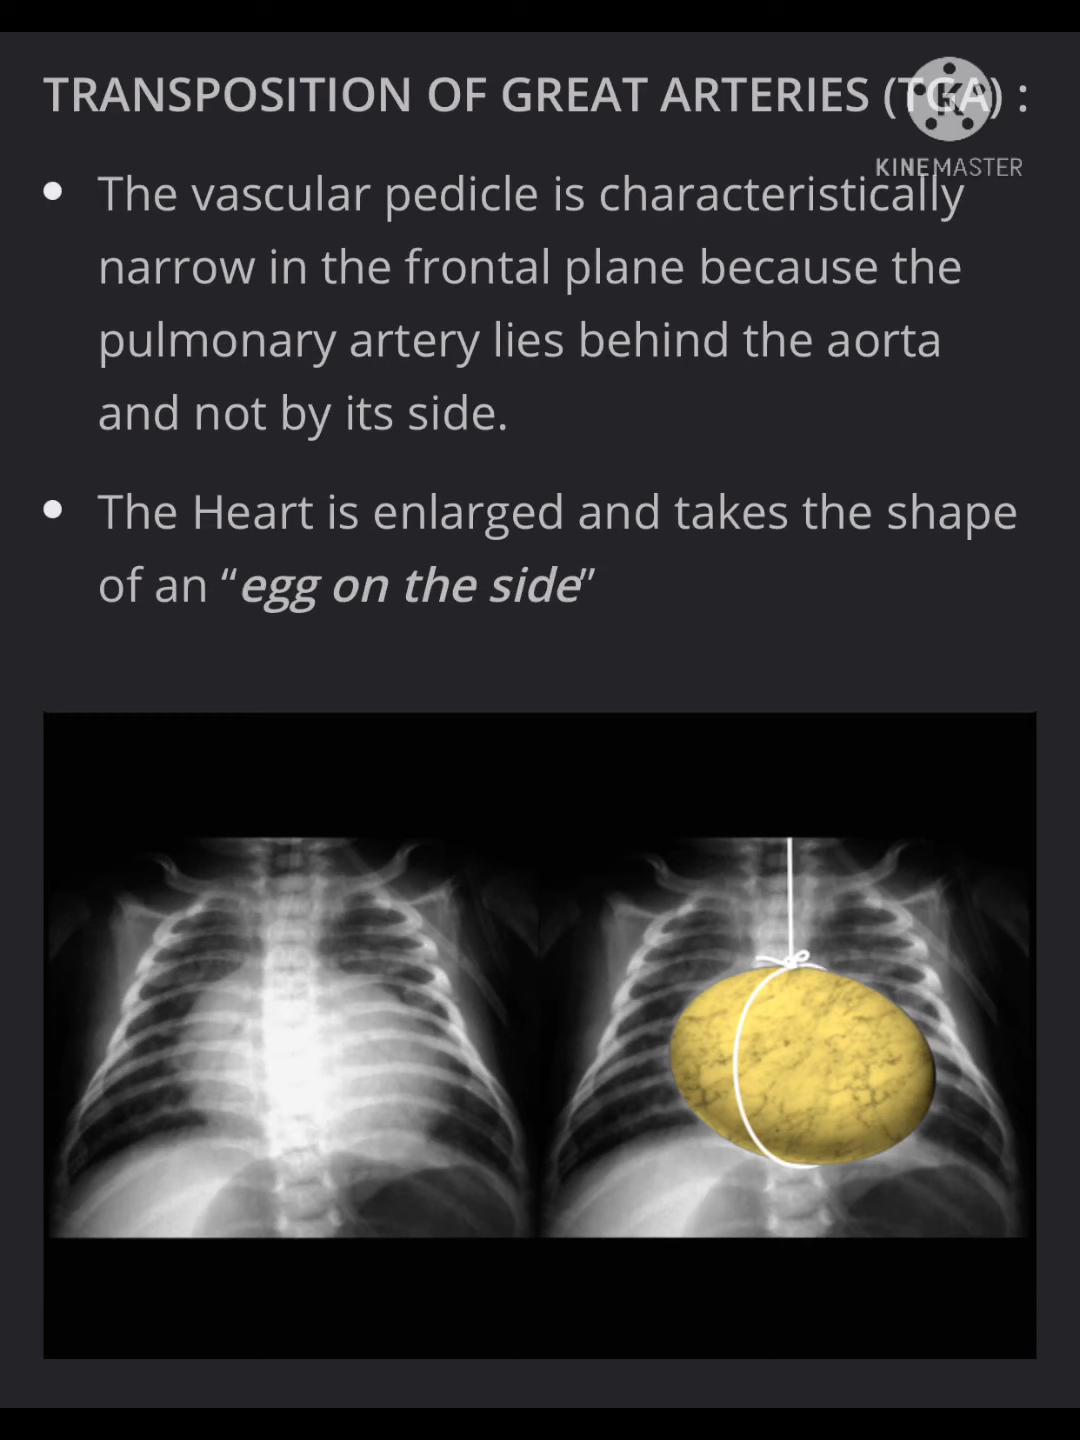 TRANSPOSITION OF GREAT ARTERIES (TGA) :
K
KINEMASTER
• The vascular pedicle is characteristically
narrow in the frontal plane because the
pulmonary artery lies behind the aorta
and not by its side.
• The Heart is enlarged and takes the shape
of an “egg on the side”